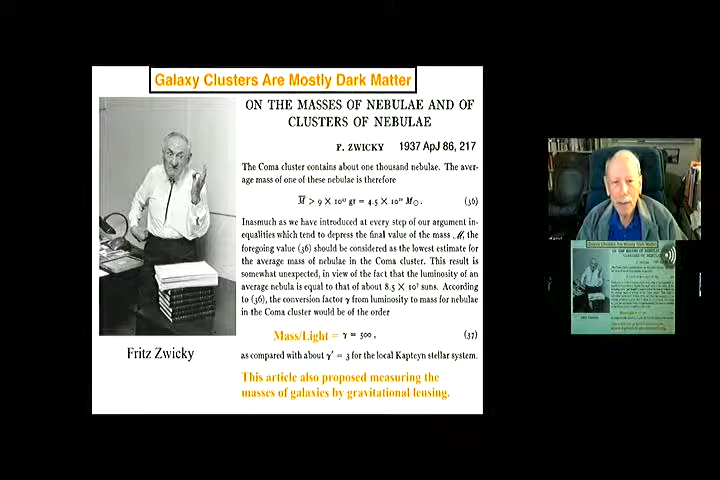 Galaxy Clusters Are Mostly Dark Matter
ON THE MASSES OF NEBULAE AND OF
CLUSTERS OF NEBULAE
F. ZWICKY 1937 ApJ 86, 217
The Coma cluster contains about one thousand nebulae. The aver-
age mass of one of these nebulae is therefore
M̅ > 9 × 10⁴³ gr = 4.5 × 10¹⁰ M⊙. (36)
Inasmuch as we have introduced at every step of our argument in-
equalities which tend to depress the final value of the mass ℳ, the
foregoing value (36) should be considered as the lowest estimate for
the average mass of nebulae in the Coma cluster. This result is
somewhat unexpected, in view of the fact that the luminosity of an
average nebula is equal to that of about 8.5 × 10⁷ suns. According
to (36), the conversion factor γ from luminosity to mass for nebulae
in the Coma cluster would be of the order
Mass/Light = γ = 500, (37)
as compared with about γ′ = 3 for the local Kapteyn stellar system.
This article also proposed measuring the
masses of galaxies by gravitational lensing.
Fritz Zwicky
Galaxy Clusters Are Mostly Dark Matter